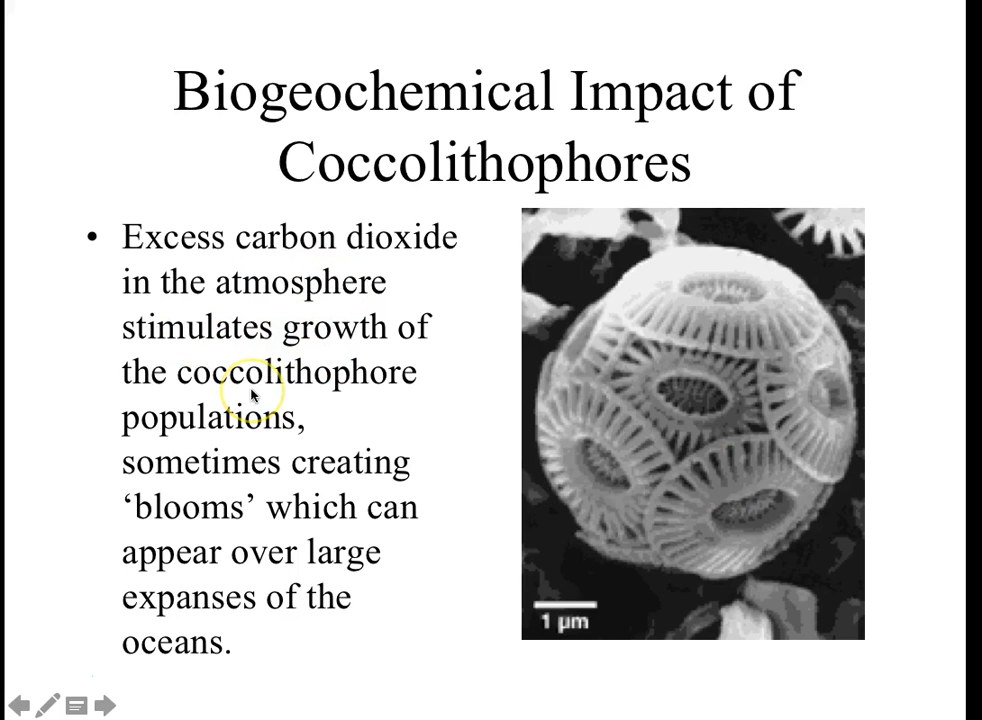 Biogeochemical Impact of
Coccolithophores
• Excess carbon dioxide
in the atmosphere
stimulates growth of
the coccolithophore
populations,
sometimes creating
‘blooms’ which can
appear over large
expanses of the
oceans.
1 µm